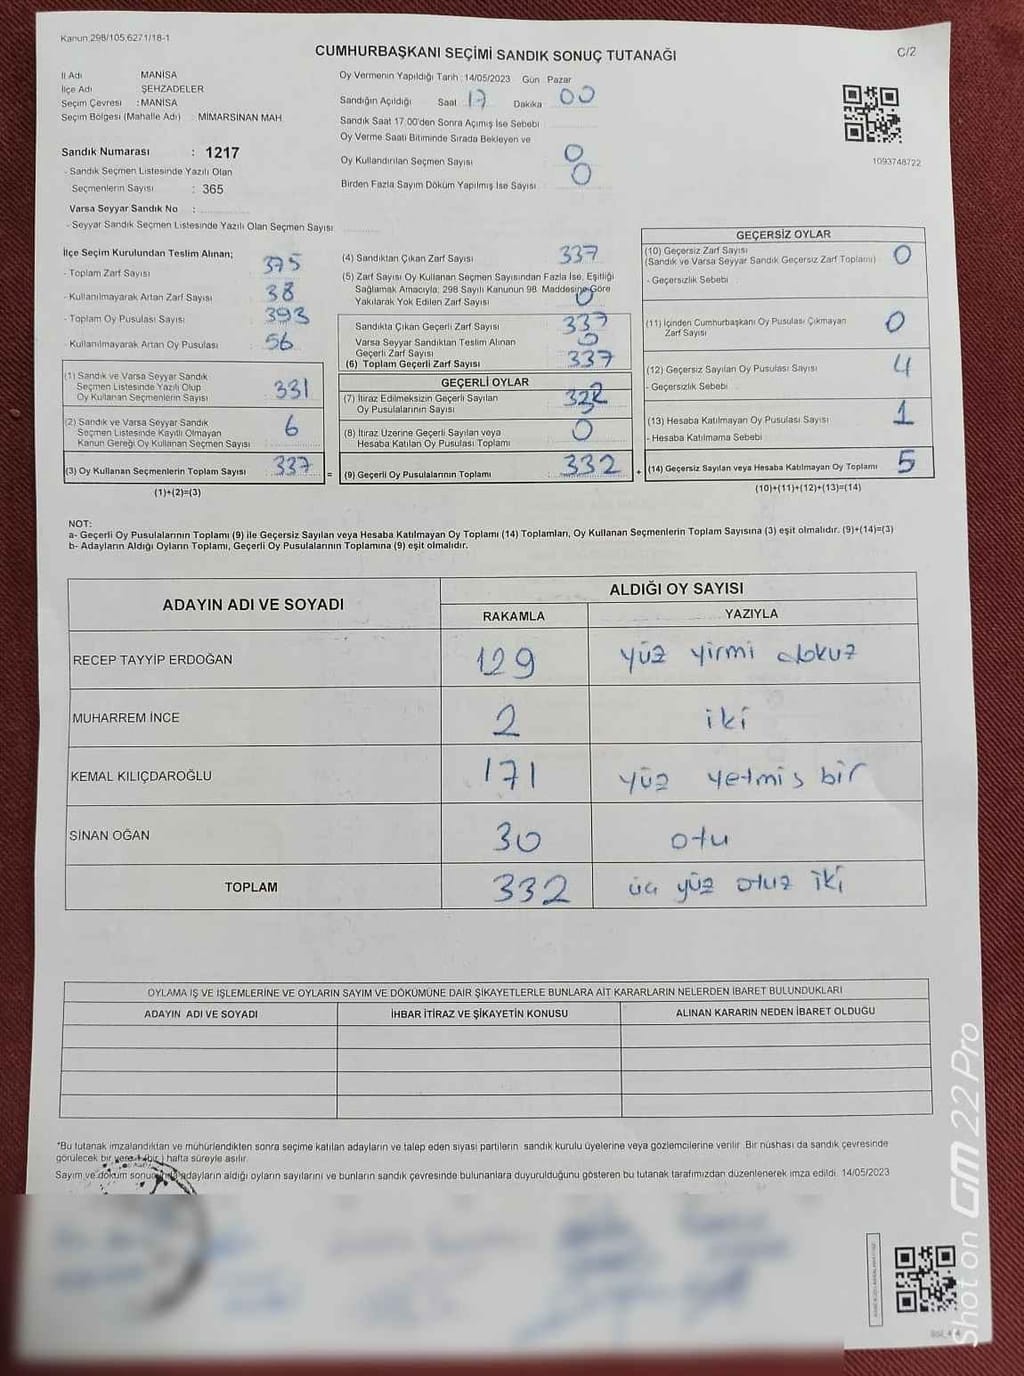 Kanun 298/105,6271/18-1
CUMHURBAŞKANI SEÇİMİ SANDIK SONUÇ TUTANAĞI
C/2
İl Adı MANİSA
İlçe Adı ŞEHZADELER
Seçim Çevresi : MANİSA
Seçim Bölgesi (Mahalle Adı) : MİMARSİNAN MAH
Sandık Numarası : 1217
- Sandık Seçmen Listesinde Yazılı Olan
Seçmenlerin Sayısı : 365
Varsa Seyyar Sandık No :
- Seyyar Sandık Seçmen Listesinde Yazılı Olan Seçmen Sayısı
Oy Vermenin Yapıldığı Tarih :14/05/2023 Gün Pazar
Sandığın Açıldığı Saat 17 Dakika 00
Sandık Saat 17:00'den Sonra Açımış İse Sebebi
Oy Verme Saati Bitiminde Sırada Bekleyen ve
Oy Kullandırılan Seçmen Sayısı 0
Birden Fazla Sayım Döküm Yapılmış İse Sayısı 0
1093748722
İlçe Seçim Kurulundan Teslim Alınan;
- Toplam Zarf Sayısı 375
- Kullanılmayarak Artan Zarf Sayısı 38
- Toplam Oy Pusulası Sayısı 393
- Kullanılmayarak Artan Oy Pusulası 56
(1) Sandık ve Varsa Seyyar Sandık
Seçmen Listesinde Yazılı Olup
Oy Kullanan Seçmenlerin Sayısı 331
(2) Sandık ve Varsa Seyyar Sandık
Seçmen Listesinde Kayıtlı Olmayan
Kanun Gereği Oy Kullanan Seçmen Sayısı 6
(3) Oy Kullanan Seçmenlerin Toplam Sayısı 337 =
(1)+(2)=(3)
(4) Sandıktan Çıkan Zarf Sayısı 337
(5) Zarf Sayısı Oy Kullanan Seçmen Sayısından Fazla İse, Eşitliği
Sağlamak Amacıyla; 298 Sayılı Kanunun 98. Maddesine Göre
Yakılarak Yok Edilen Zarf Sayısı 0
Sandıkta Çıkan Geçerli Zarf Sayısı 337
Varsa Seyyar Sandıktan Teslim Alınan
Geçerli Zarf Sayısı 0
(6) Toplam Geçerli Zarf Sayısı 337
GEÇERLİ OYLAR
(7) İtiraz Edilmeksizin Geçerli Sayılan
Oy Pusulalarının Sayısı 332
(8) İtiraz Üzerine Geçerli Sayılan veya
Hesaba Katılan Oy Pusulası Toplamı 0
(9) Geçerli Oy Pusulalarının Toplamı 332 +
GEÇERSİZ OYLAR
(10) Geçersiz Zarf Sayısı
(Sandık ve Varsa Seyyar Sandık Geçersiz Zarf Toplamı) 0
- Geçersizlik Sebebi
(11) İçinden Cumhurbaşkanı Oy Pusulası Çıkmayan
Zarf Sayısı 0
(12) Geçersiz Sayılan Oy Pusulası Sayısı 4
- Geçersizlik Sebebi
(13) Hesaba Katılmayan Oy Pusulası Sayısı 1
- Hesaba Katılmama Sebebi
(14) Geçersiz Sayılan veya Hesaba Katılmayan Oy Toplamı 5
(10)+(11)+(12)+(13)=(14)
NOT:
a- Geçerli Oy Pusulalarının Toplamı (9) ile Geçersiz Sayılan veya Hesaba Katılmayan Oy Toplamı (14) Toplamları, Oy Kullanan Seçmenlerin Toplam Sayısına (3) eşit olmalıdır. (9)+(14)=(3)
b- Adayların Aldığı Oyların Toplamı, Geçerli Oy Pusulalarının Toplamına (9) eşit olmalıdır.
ADAYIN ADI VE SOYADI
ALDIĞI OY SAYISI
RAKAMLA YAZIYLA
RECEP TAYYİP ERDOĞAN 129 yüz yirmi dokuz
MUHARREM İNCE 2 iki
KEMAL KILIÇDAROĞLU 171 yüz yetmiş bir
SİNAN OĞAN 30 otu
TOPLAM 332 üç yüz otuz iki
OYLAMA İŞ VE İŞLEMLERİNE VE OYLARIN SAYIM VE DÖKÜMÜNE DAİR ŞİKAYETLERLE BUNLARA AİT KARARLARIN NELERDEN İBARET BULUNDUKLARI
ADAYIN ADI VE SOYADI İHBAR İTİRAZ VE ŞİKAYETİN KONUSU ALINAN KARARIN NEDEN İBARET OLDUĞU
*Bu tutanak imzalandıktan ve mühürlendikten sonra seçime katılan adayların ve talep eden siyasi partilerin sandık kurulu üyelerine veya gözlemcilerine verilir. Bir nüshası da sandık çevresinde
görülecek bir yere 1 (bir) hafta süreyle asılır.
Sayım ve döküm sonucunda adayların aldığı oyların sayılarını ve bunların sandık çevresinde bulunanlara duyurulduğunu gösteren bu tutanak tarafımızdan düzenlenerek imza edildi. 14/05/2023
Shot on GM 22 Pro